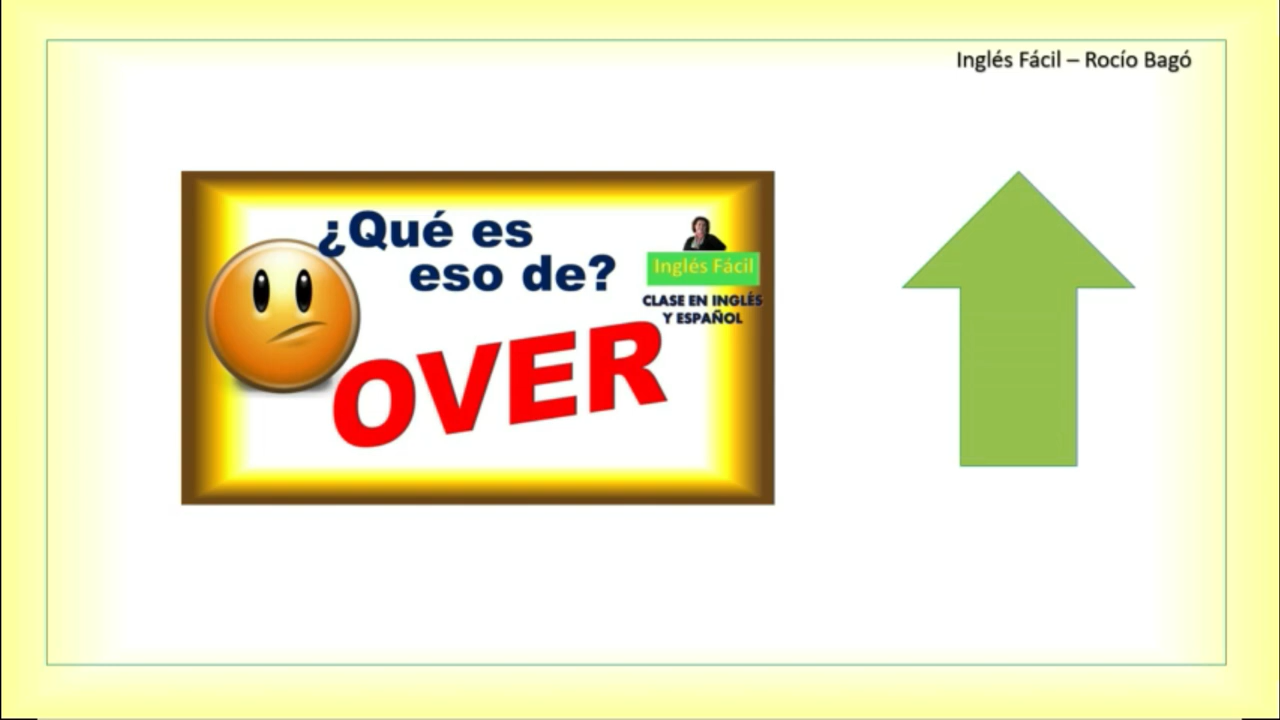 Inglés Fácil – Rocío Bagó
¿Qué es
eso de?
Inglés Fácil
CLASE EN INGLÉS
Y ESPAÑOL
OVER